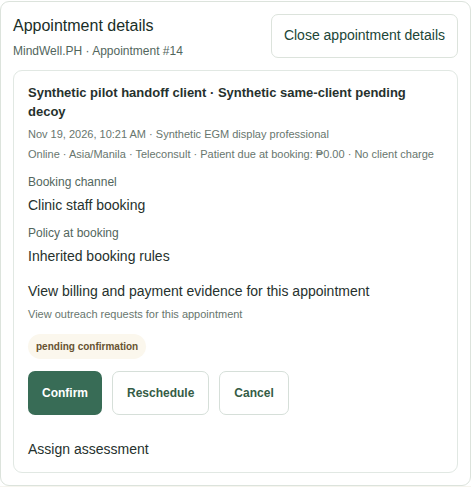 Appointment details
Close appointment details
MindWell.PH · Appointment #14
Synthetic pilot handoff client · Synthetic same-client pending
decoy
Nov 19, 2026, 10:21 AM · Synthetic EGM display professional
Online · Asia/Manila · Teleconsult · Patient due at booking: ₱0.00 · No client charge
Booking channel
Clinic staff booking
Policy at booking
Inherited booking rules
View billing and payment evidence for this appointment
View outreach requests for this appointment
pending confirmation
Confirm Reschedule Cancel
Assign assessment